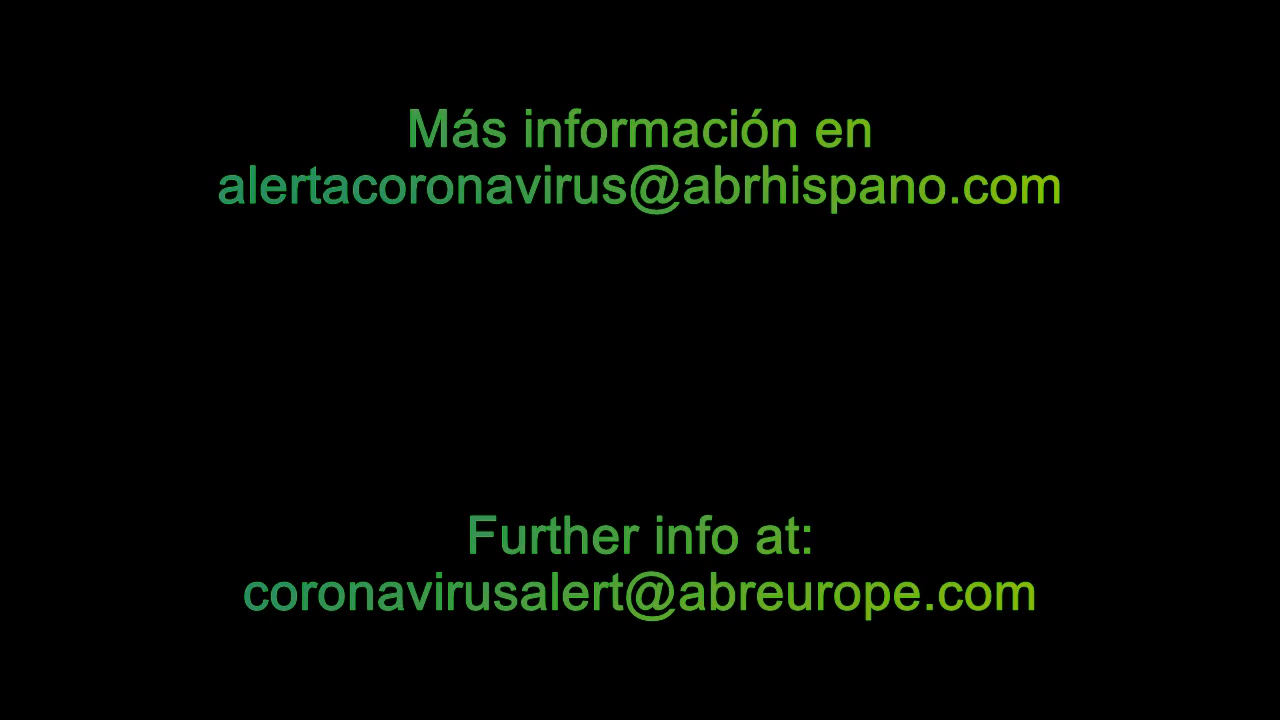 Más información en
alertacoronavirus@abrhispano.com
Further info at:
coronavirusalert@abreurope.com